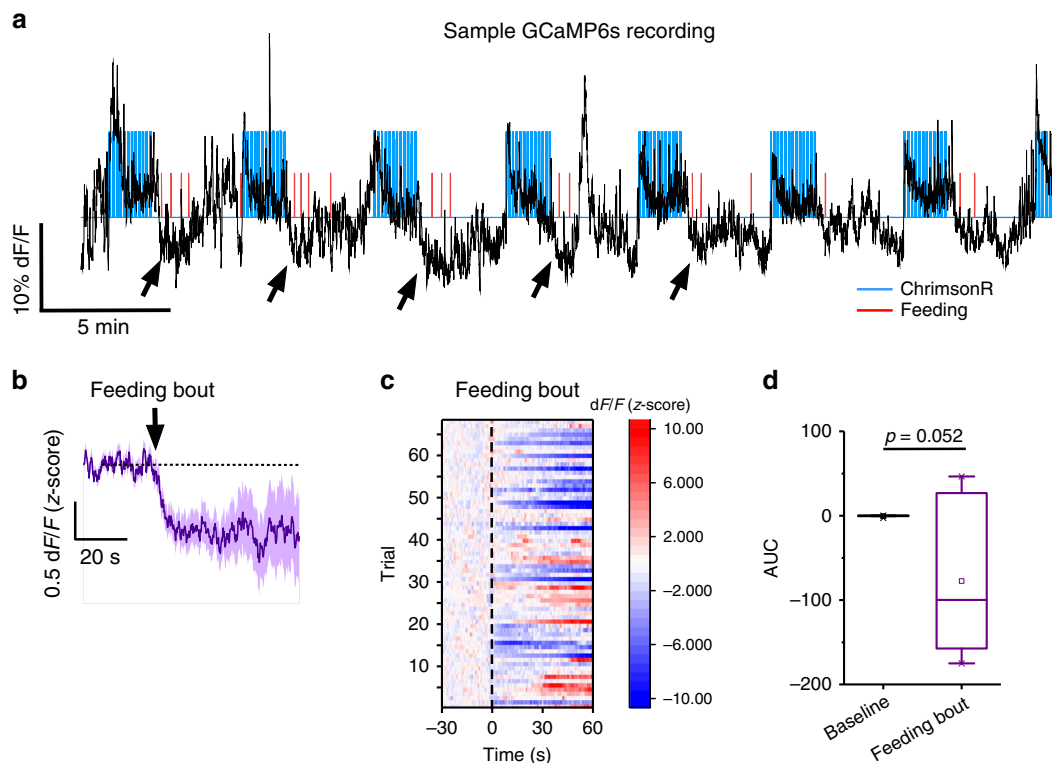 a
Sample GCaMP6s recording
10% dF/F
5 min
ChrimsonR
Feeding
b
Feeding bout
0.5 dF/F (z-score)
20 s
c
Feeding bout
dF/F (z-score)
Trial
60
50
40
30
20
10
−30
0
30
60
Time (s)
10.00
6.000
2.000
−2.000
−6.000
−10.00
d
p = 0.052
AUC
100
0
−100
−200
Baseline
Feeding bout